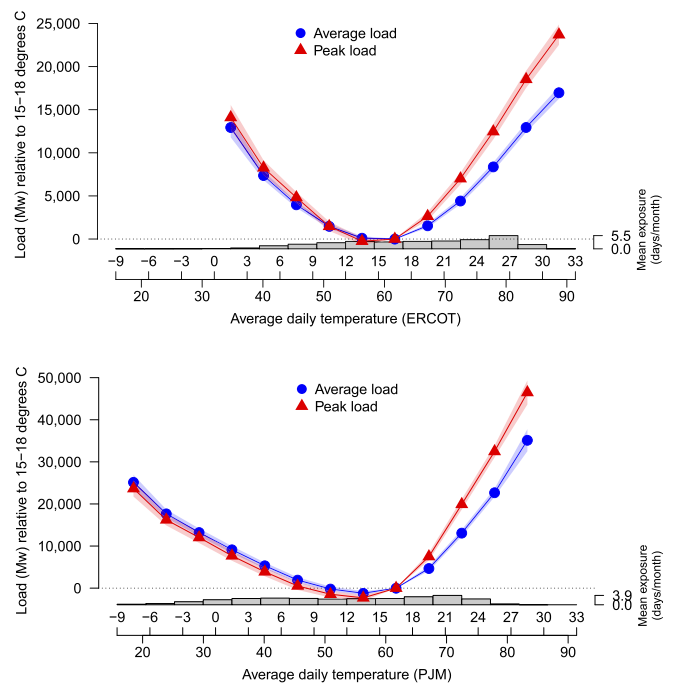 Load (Mw) relative to 15−18 degrees C
25,000
20,000
15,000
10,000
5,000
0
Average load
Peak load
5.5
0.0
Mean exposure
(days/month)
−9 −6 −3 0 3 6 9 12 15 18 21 24 27 30 33
20 30 40 50 60 70 80 90
Average daily temperature (ERCOT)
Load (Mw) relative to 15−18 degrees C
50,000
40,000
30,000
20,000
10,000
0
Average load
Peak load
3.9
0.0
Mean exposure
(days/month)
−9 −6 −3 0 3 6 9 12 15 18 21 24 27 30 33
20 30 40 50 60 70 80 90
Average daily temperature (PJM)